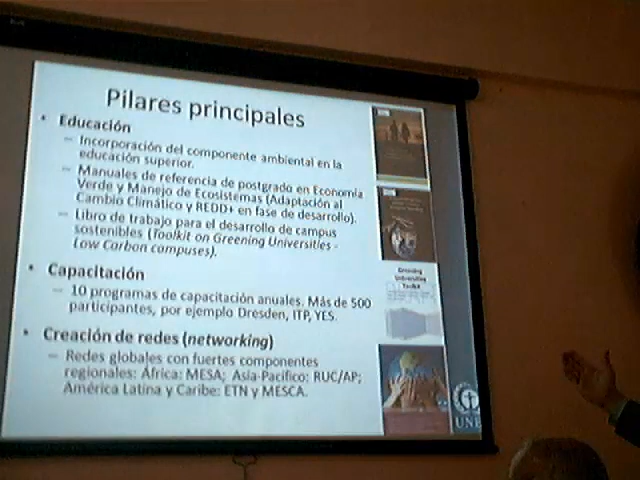 Pilares principales
• Educación
– Incorporación del componente ambiental en la
educación superior.
– Manuales de referencia de postgrado en Economía
Verde y Manejo de Ecosistemas (Adaptación al
Cambio Climático y REDD+ en fase de desarrollo).
– Libro de trabajo para el desarrollo de campus
sostenibles (Toolkit on Greening Universities -
Low Carbon campuses).
• Capacitación
– 10 programas de capacitación anuales. Más de 500
participantes, por ejemplo Dresden, ITP, YES.
• Creación de redes (networking)
– Redes globales con fuertes componentes
regionales: África: MESA; Asia-Pacifico: RUC/AP;
América Latina y Caribe: ETN y MESCA.
Greening
Universities
Toolkit